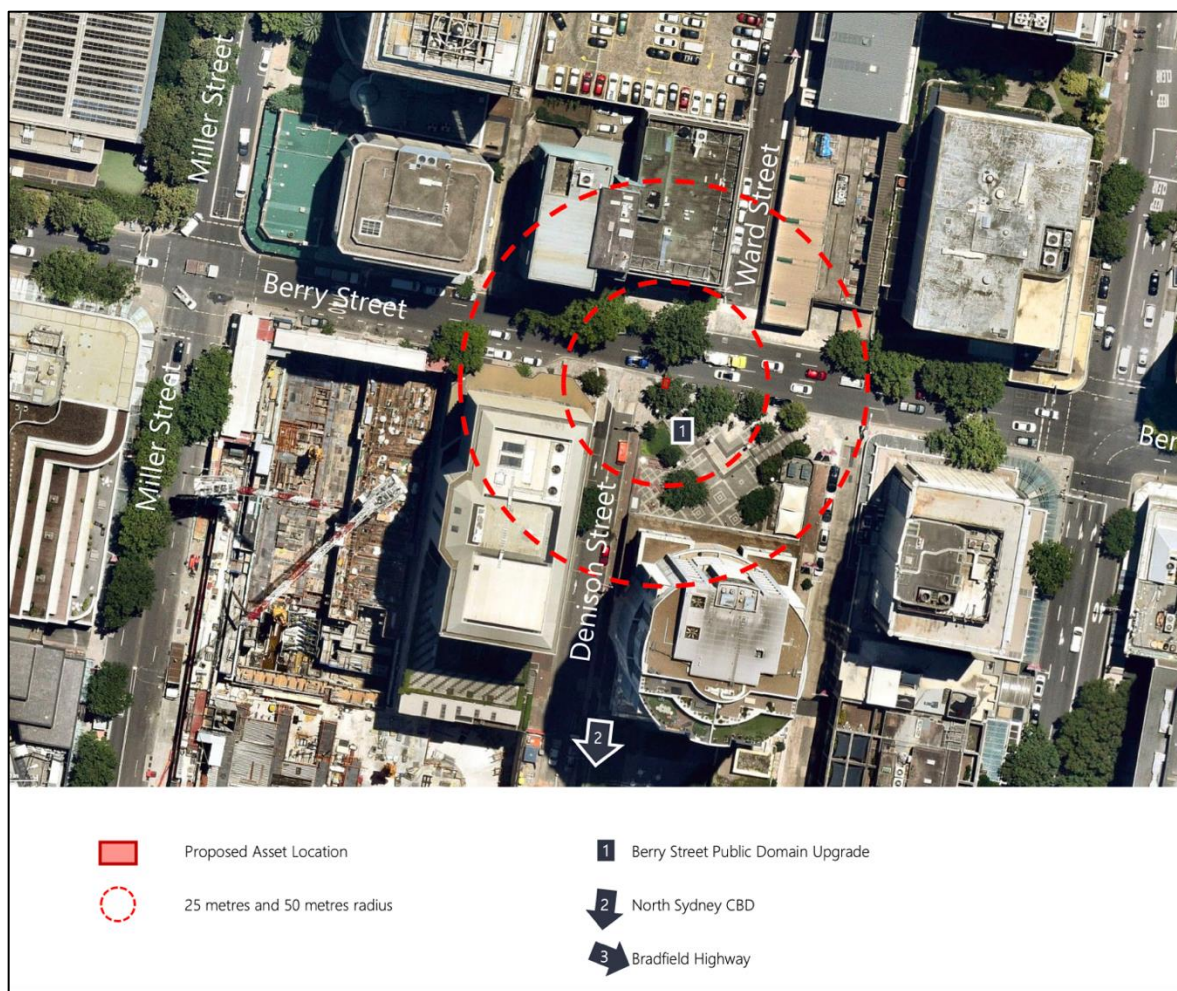 Miller Street
Berry Street
Ward Street
Miller Street
Denison Street
Ber
1
2
Proposed Asset Location
25 metres and 50 metres radius
1
Berry Street Public Domain Upgrade
2
North Sydney CBD
3
Bradfield Highway